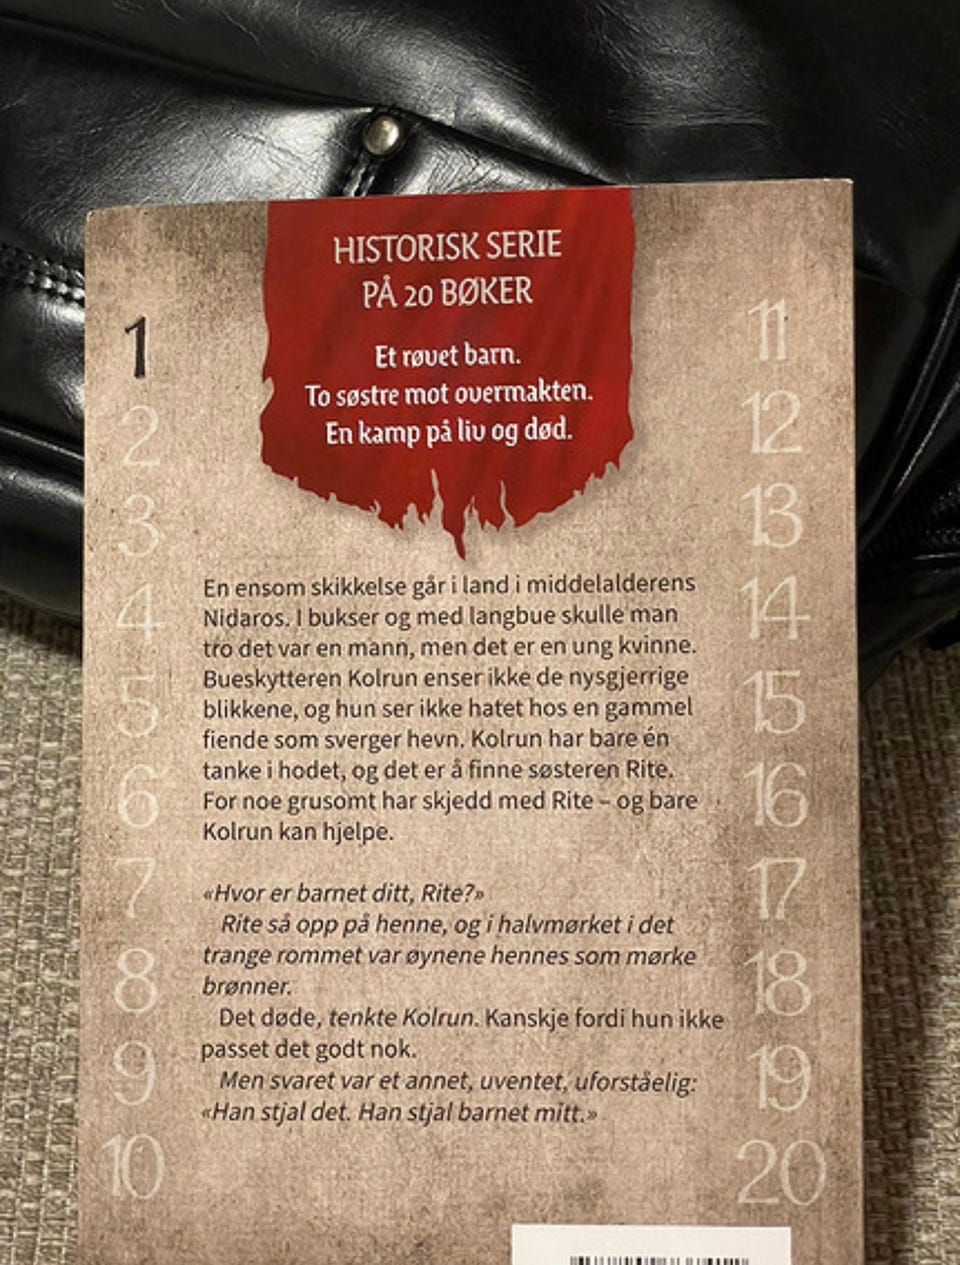 HISTORISK SERIE
PÅ 20 BØKER
Et røvet barn.
To søstre mot overmakten.
En kamp på liv og død.
1
2
3
4
5
6
7
8
9
10
11
12
13
14
15
16
17
18
19
20
En ensom skikkelse går i land i middelalderens
Nidaros. I bukser og med langbue skulle man
tro det var en mann, men det er en ung kvinne.
Bueskytteren Kolrun enser ikke de nysgjerrige
blikkene, og hun ser ikke hatet hos en gammel
fiende som sverger hevn. Kolrun har bare én
tanke i hodet, og det er å finne søsteren Rite.
For noe grusomt har skjedd med Rite – og bare
Kolrun kan hjelpe.
«Hvor er barnet ditt, Rite?»
Rite så opp på henne, og i halvmørket i det
trange rommet var øynene hennes som mørke
brønner.
Det døde, tenkte Kolrun. Kanskje fordi hun ikke
passet det godt nok.
Men svaret var et annet, uventet, uforståelig:
«Han stjal det. Han stjal barnet mitt.»